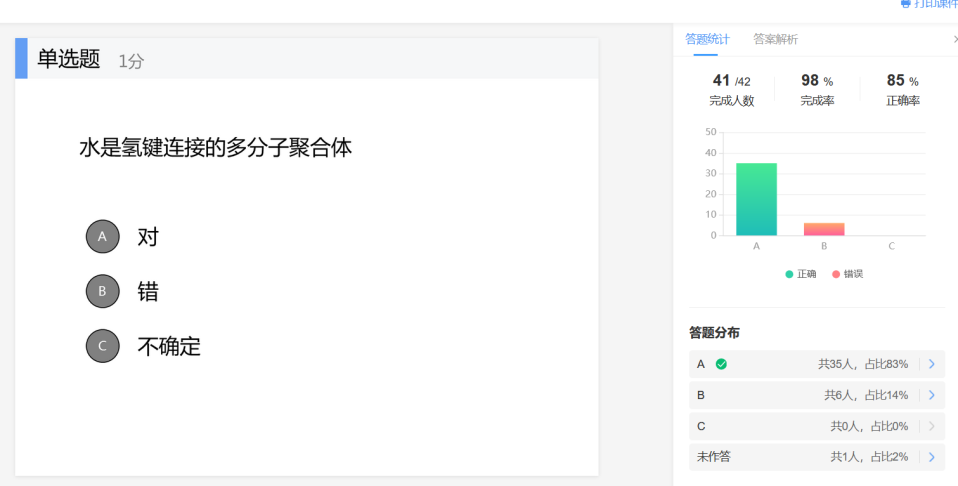 打印课件
单选题 1分
水是氢键连接的多分子聚合体
A 对
B 错
C 不确定
答题统计 答案解析
41 /42 98 % 85 %
完成人数 完成率 正确率
50
40
30
20
10
0
A B C
正确 错误
答题分布
A 共35人，占比83%
B 共6人，占比14%
C 共0人，占比0%
未作答 共1人，占比2%